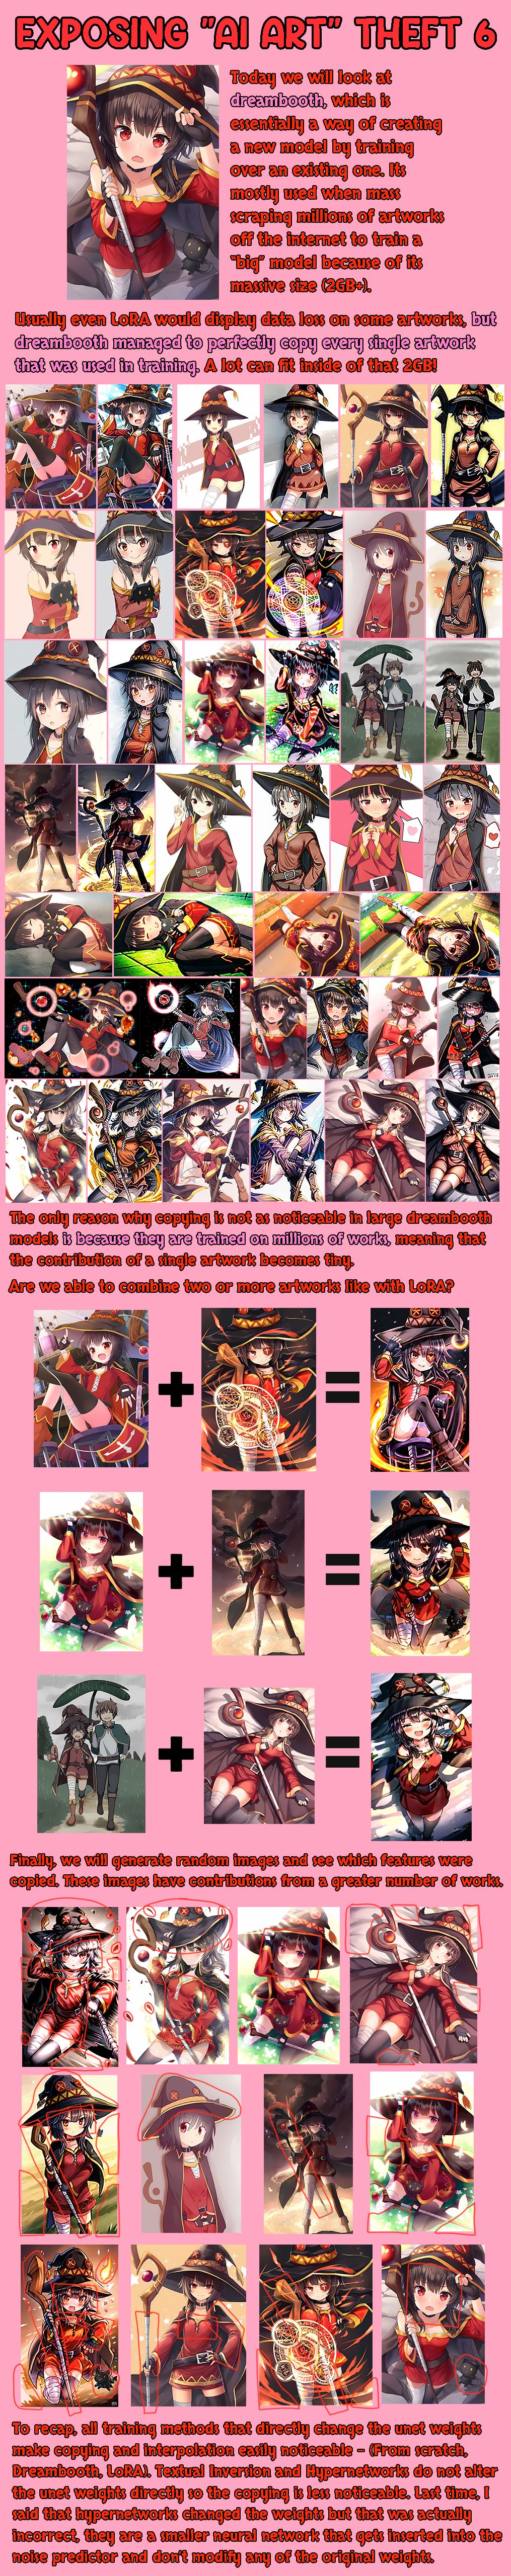 EXPOSING "AI ART" THEFT 6
Today we will look at
dreambooth, which is
essentially a way of creating
a new model by training
over an existing one. Its
mostly used when mass
scraping millions of artworks
off the internet to train a
"big" model because of its
massive size (2GB+).
Usually even LoRA would display data loss on some artworks, but
dreambooth managed to perfectly copy every single artwork
that was used in training. A lot can fit inside of that 2GB!
The only reason why copying is not as noticeable in large dreambooth
models is because they are trained on millions of works, meaning that
the contribution of a single artwork becomes tiny.
Are we able to combine two or more artworks like with LoRA?
Finally, we will generate random images and see which features were
copied. These images have contributions from a greater number of works.
To recap, all training methods that directly change the unet weights
make copying and interpolation easily noticeable - (From scratch,
Dreambooth, LoRA). Textual Inversion and Hypernetworks do not alter
the unet weights directly so the copying is less noticeable. Last time, I
said that hypernetworks changed the weights but that was actually
incorrect, they are a smaller neural network that gets inserted into the
noise predictor and don't modify any of the original weights.